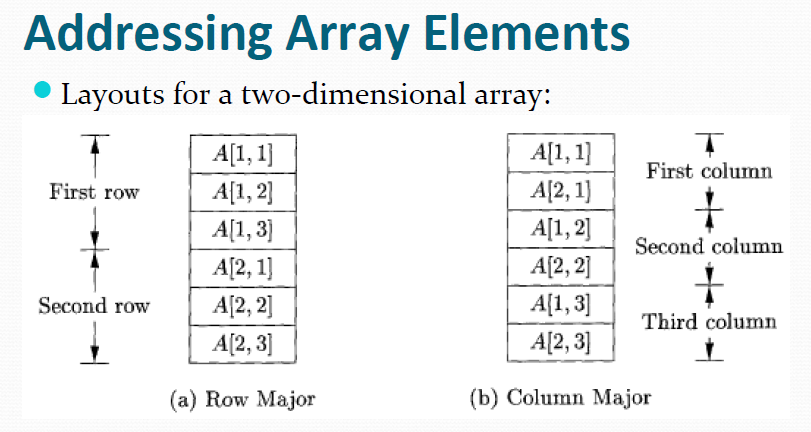 Addressing Array Elements
Layouts for a two-dimensional array:
First row
Second row
A[1, 1]
A[1, 2]
A[1, 3]
A[2, 1]
A[2, 2]
A[2, 3]
(a) Row Major
A[1, 1]
A[2, 1]
A[1, 2]
A[2, 2]
A[1, 3]
A[2, 3]
First column
Second column
Third column
(b) Column Major